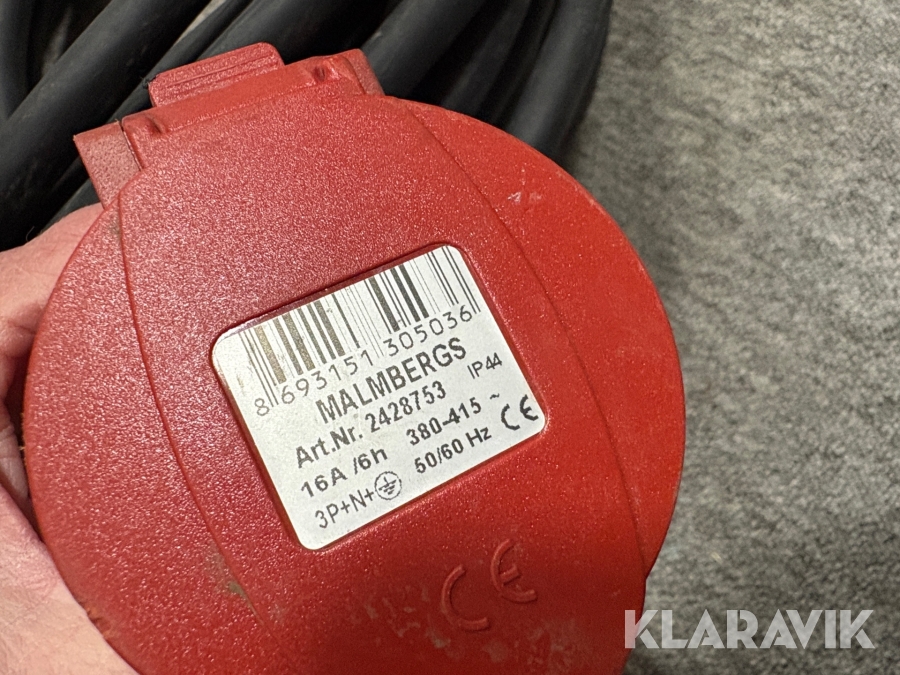 8 693151 305036
MALMBERGS
Art.Nr. 2428753 IP44
16A /6h 380-415 ~
3P+N+ 50/60 Hz CE
CE
KLARAVIK